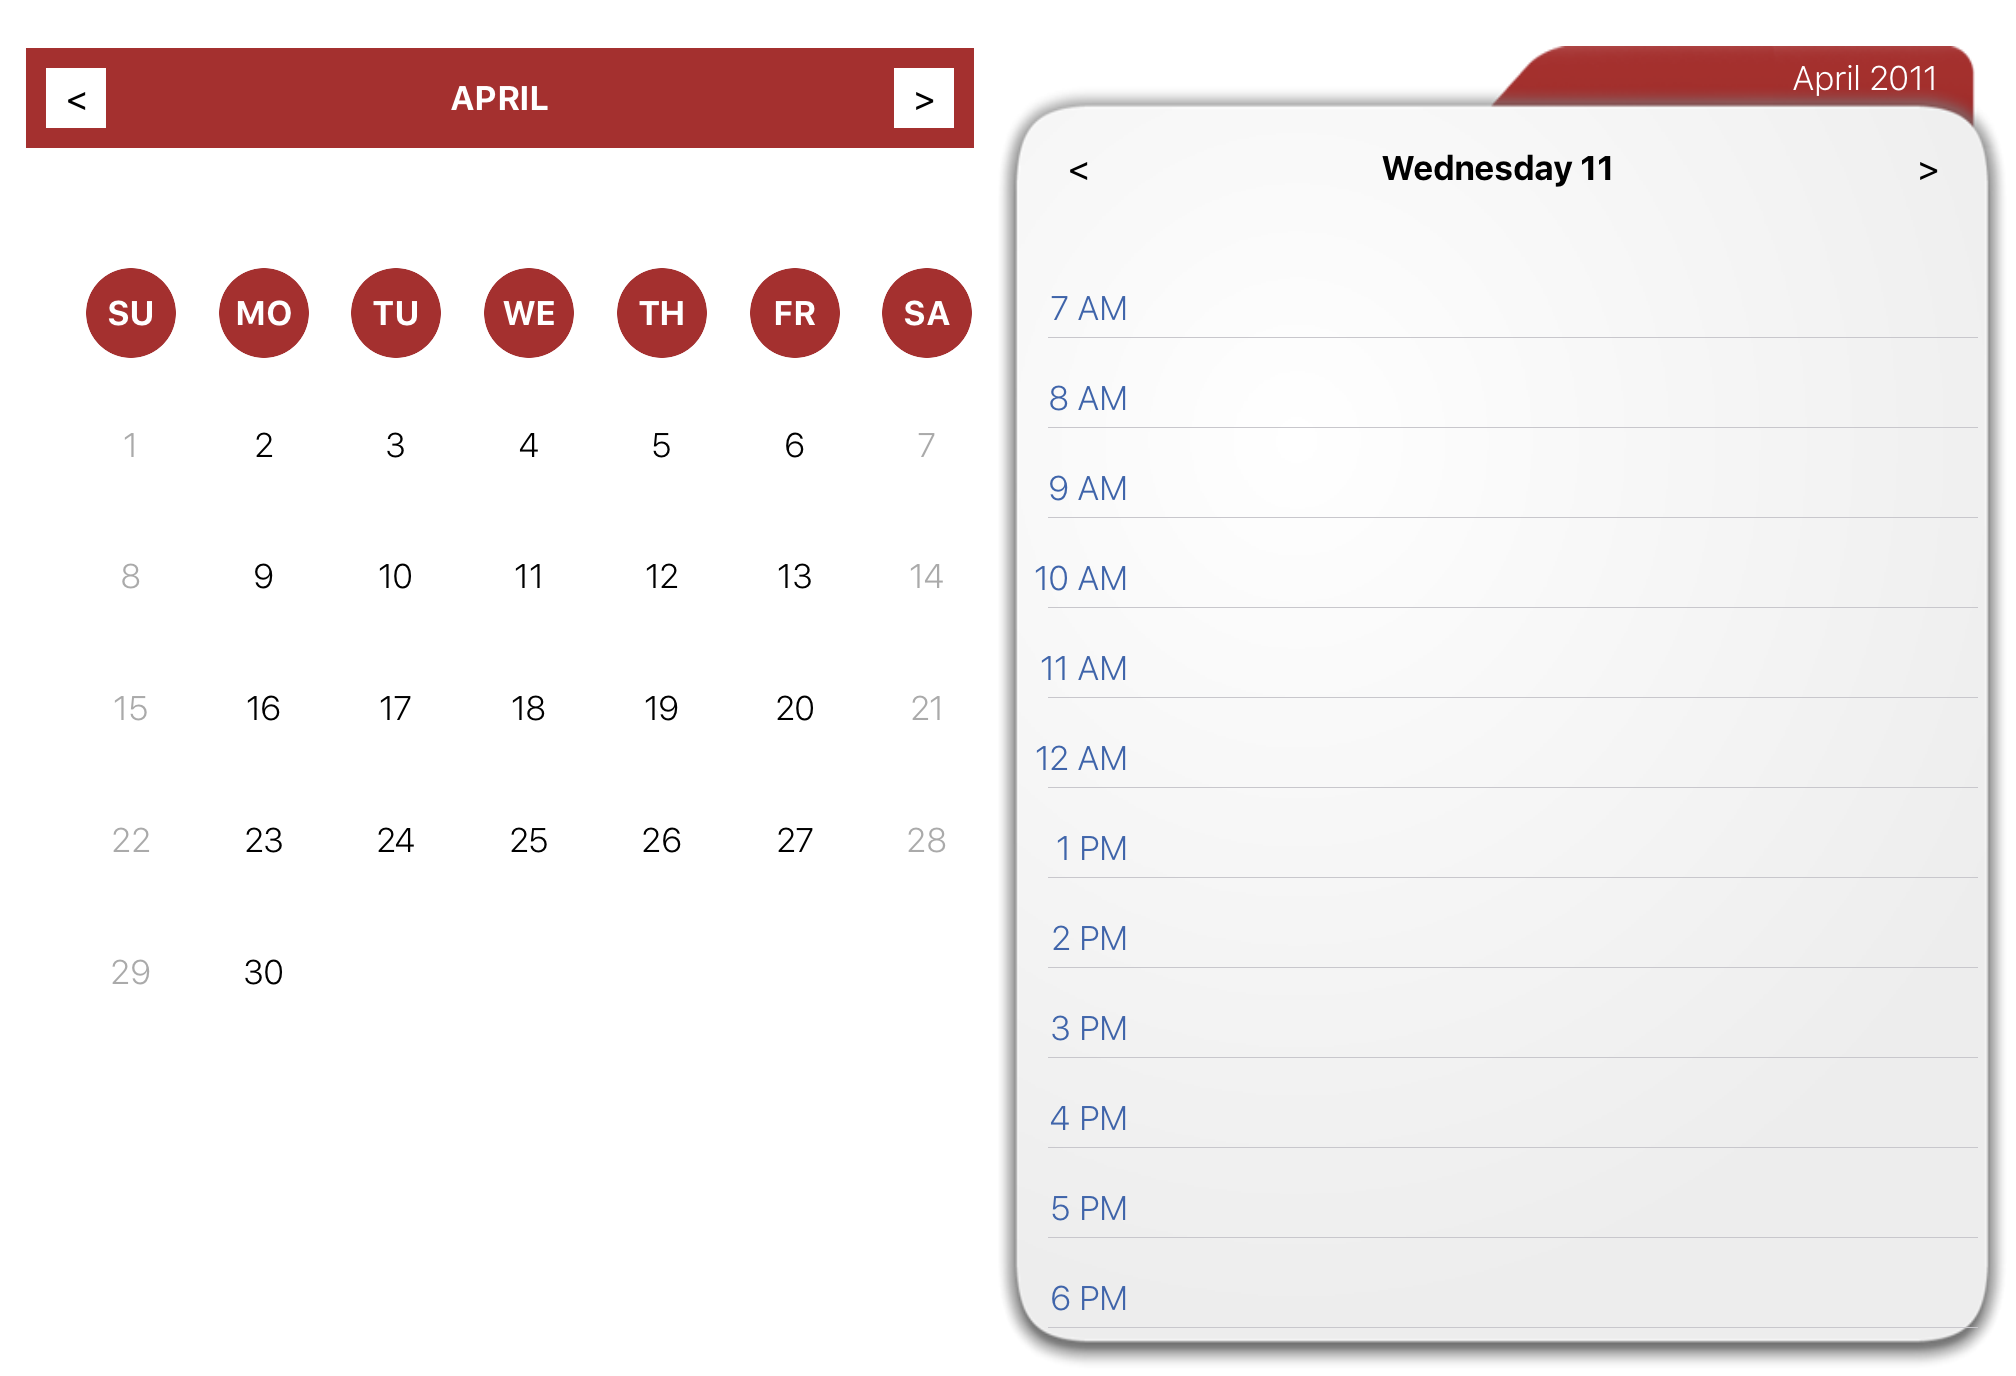 < APRIL >
SU MO TU WE TH FR SA
1 2 3 4 5 6 7
8 9 10 11 12 13 14
15 16 17 18 19 20 21
22 23 24 25 26 27 28
29 30
April 2011
< Wednesday 11 >
7 AM
8 AM
9 AM
10 AM
11 AM
12 AM
1 PM
2 PM
3 PM
4 PM
5 PM
6 PM